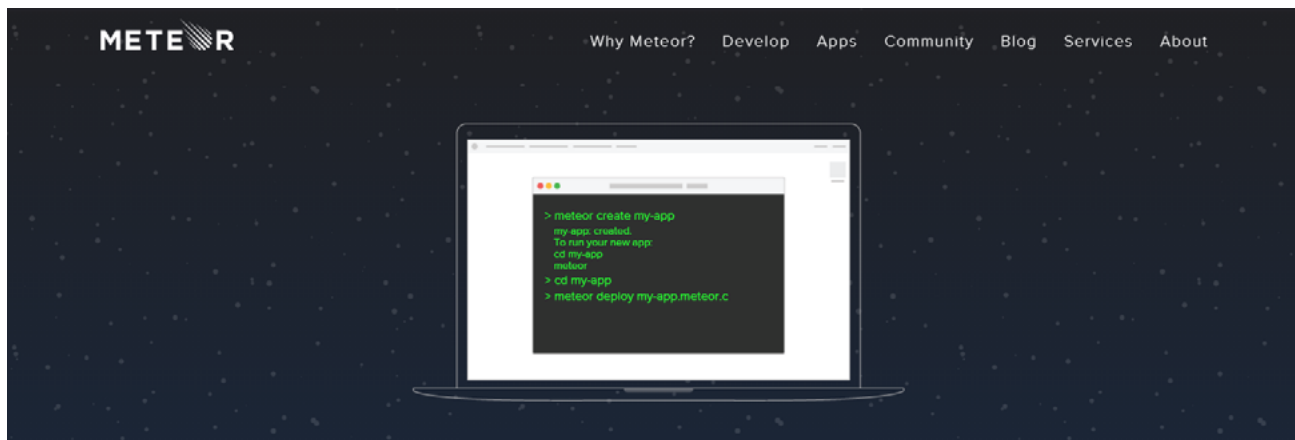 METEOR
Why Meteor? Develop Apps Community Blog Services About
> meteor create my-app
my-app: created.
To run your new app:
cd my-app
meteor
> cd my-app
> meteor deploy my-app.meteor.c